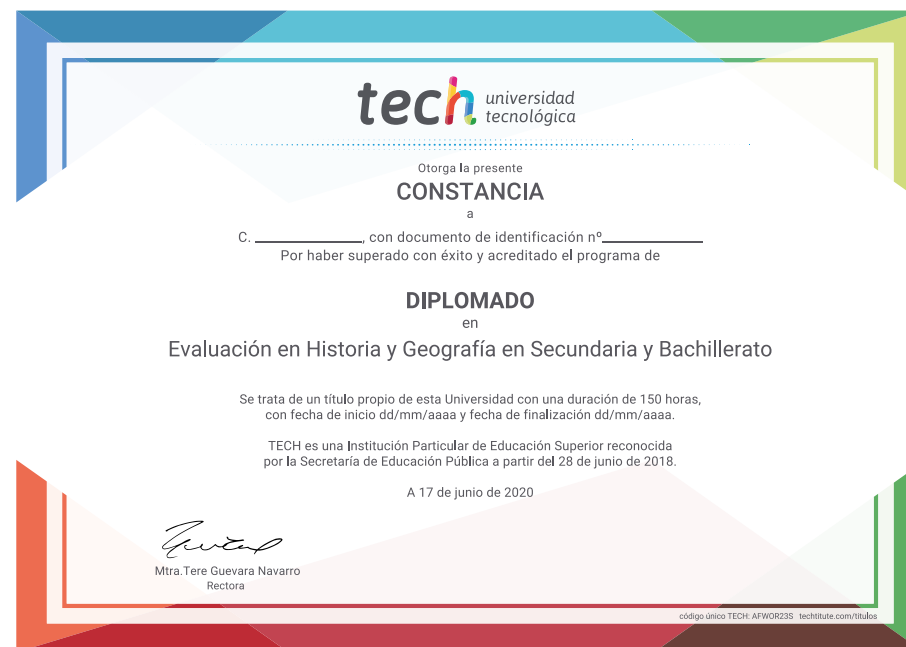 tech universidad
tecnológica
Otorga la presente
CONSTANCIA
a
C. ____________, con documento de identificación nº____________
Por haber superado con éxito y acreditado el programa de
DIPLOMADO
en
Evaluación en Historia y Geografía en Secundaria y Bachillerato
Se trata de un título propio de esta Universidad con una duración de 150 horas,
con fecha de inicio dd/mm/aaaa y fecha de finalización dd/mm/aaaa.
TECH es una Institución Particular de Educación Superior reconocida
por la Secretaría de Educación Pública a partir del 28 de junio de 2018.
A 17 de junio de 2020
Mtra.Tere Guevara Navarro
Rectora
código único TECH: AFWOR23S techtitute.com/titulos